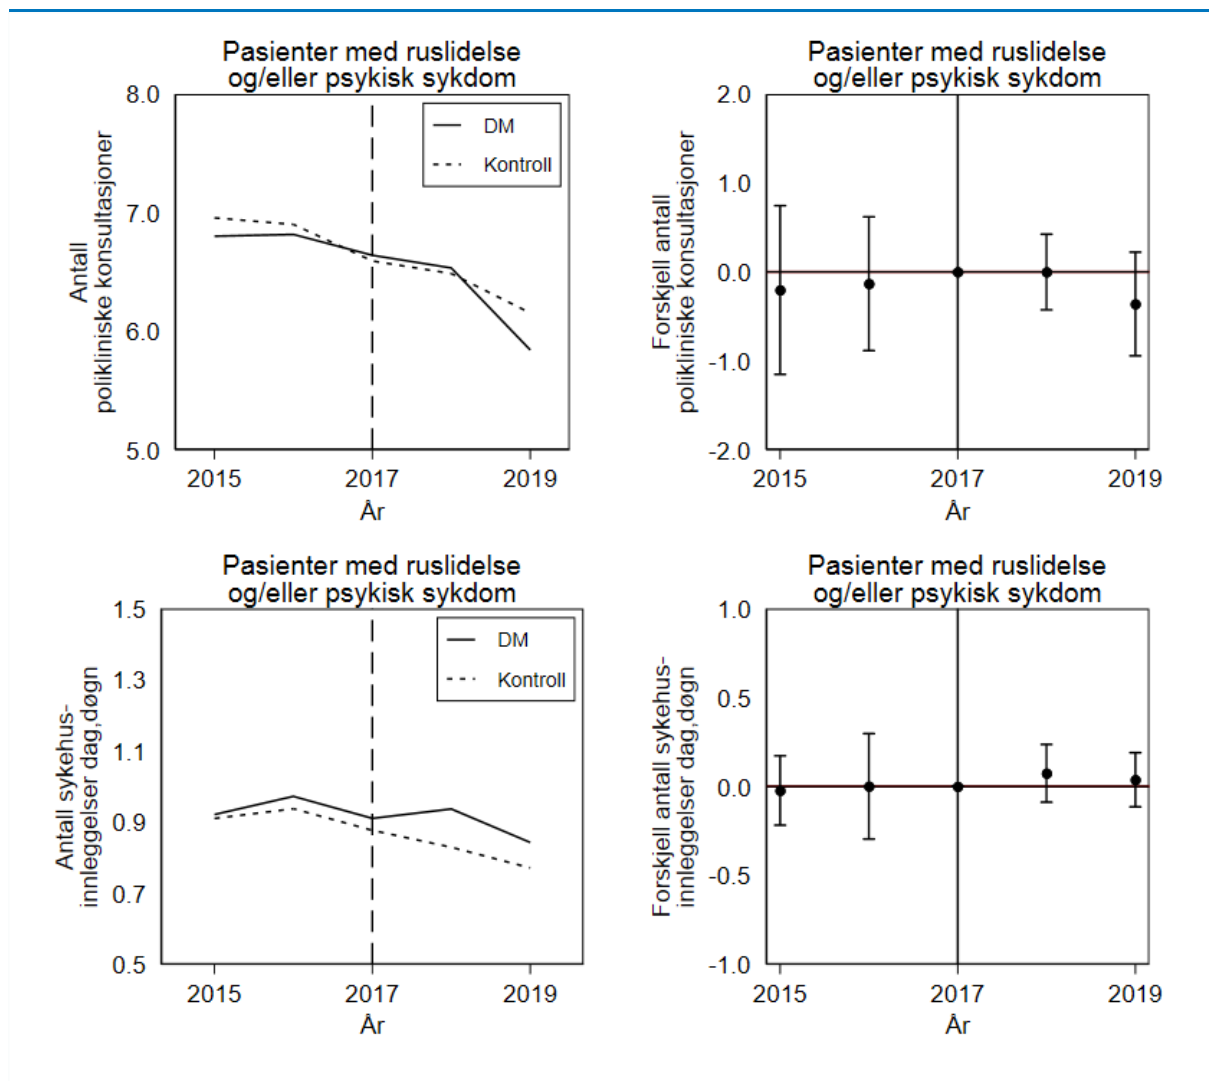 Pasienter med ruslidelse
og/eller psykisk sykdom
8.0
7.0
6.0
5.0
Antall
polikliniske konsultasjoner
DM
Kontroll
2015
2017
2019
År
Pasienter med ruslidelse
og/eller psykisk sykdom
2.0
1.0
0.0
-1.0
-2.0
Forskjell antall
polikliniske konsultasjoner
2015
2017
2019
År
Pasienter med ruslidelse
og/eller psykisk sykdom
1.5
1.3
1.1
0.9
0.7
0.5
Antall sykehus-
innleggelser dag,døgn
DM
Kontroll
2015
2017
2019
År
Pasienter med ruslidelse
og/eller psykisk sykdom
1.0
0.5
0.0
-0.5
-1.0
Forskjell antall sykehus-
innleggelser dag,døgn
2015
2017
2019
År